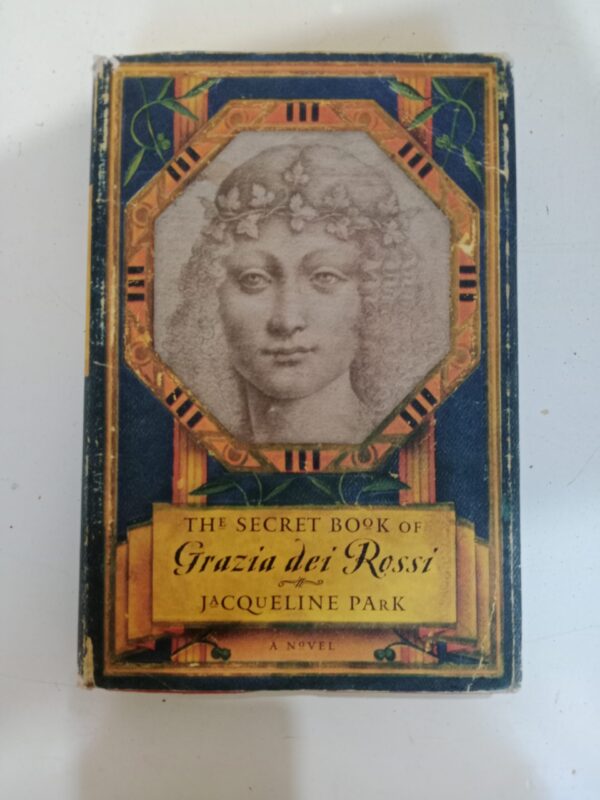 THE SECRET BOOK OF
Grazia dei Rossi
JACQUELINE PARK
A NOVEL